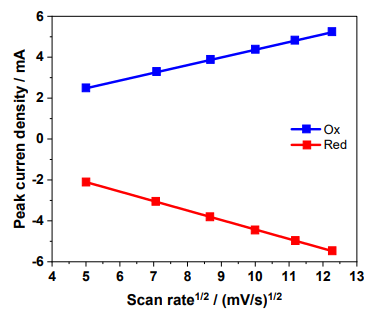 Peak curren density / mA
6
4
2
0
-2
-4
-6
Ox
Red
4 5 6 7 8 9 10 11 12 13
Scan rate1/2 / (mV/s)1/2